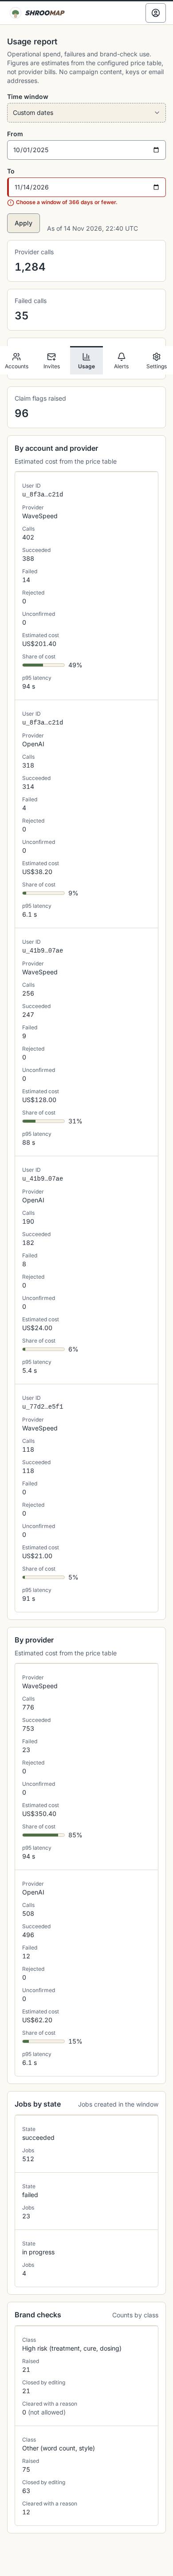 SHROOMAP
Usage report
Operational spend, failures and brand-check use.
Figures are estimates from the configured price table,
not provider bills. No campaign content, keys or email
addresses.
Time window
Custom dates
From
10/01/2025
To
11/14/2026
Choose a window of 366 days or fewer.
Apply
As of 14 Nov 2026, 22:40 UTC
Provider calls
1,284
Failed calls
35
Accounts
Invites
Usage
Alerts
Settings
Claim flags raised
96
By account and provider
Estimated cost from the price table
User ID
u_8f3a…c21d
Provider
WaveSpeed
Calls
402
Succeeded
388
Failed
14
Rejected
0
Unconfirmed
0
Estimated cost
US$201.40
Share of cost
49%
p95 latency
94 s
User ID
u_8f3a…c21d
Provider
OpenAI
Calls
318
Succeeded
314
Failed
4
Rejected
0
Unconfirmed
0
Estimated cost
US$38.20
Share of cost
9%
p95 latency
6.1 s
User ID
u_41b9…07ae
Provider
WaveSpeed
Calls
256
Succeeded
247
Failed
9
Rejected
0
Unconfirmed
0
Estimated cost
US$128.00
Share of cost
31%
p95 latency
88 s
User ID
u_41b9…07ae
Provider
OpenAI
Calls
190
Succeeded
182
Failed
8
Rejected
0
Unconfirmed
0
Estimated cost
US$24.00
Share of cost
6%
p95 latency
5.4 s
User ID
u_77d2…e5f1
Provider
WaveSpeed
Calls
118
Succeeded
118
Failed
0
Rejected
0
Unconfirmed
0
Estimated cost
US$21.00
Share of cost
5%
p95 latency
91 s
By provider
Estimated cost from the price table
Provider
WaveSpeed
Calls
776
Succeeded
753
Failed
23
Rejected
0
Unconfirmed
0
Estimated cost
US$350.40
Share of cost
85%
p95 latency
94 s
Provider
OpenAI
Calls
508
Succeeded
496
Failed
12
Rejected
0
Unconfirmed
0
Estimated cost
US$62.20
Share of cost
15%
p95 latency
6.1 s
Jobs by state
Jobs created in the window
State
succeeded
Jobs
512
State
failed
Jobs
23
State
in progress
Jobs
4
Brand checks
Counts by class
Class
High risk (treatment, cure, dosing)
Raised
21
Closed by editing
21
Cleared with a reason
0 (not allowed)
Class
Other (word count, style)
Raised
75
Closed by editing
63
Cleared with a reason
12